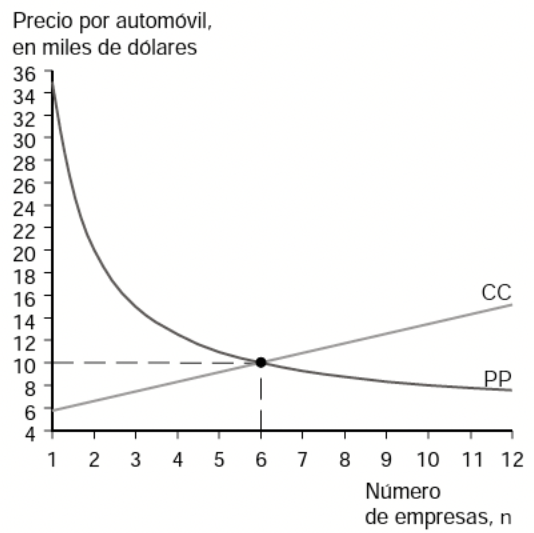 Precio por automóvil,
en miles de dólares
36
34
32
30
28
26
24
22
20
18
16
14
12
10
8
6
4
CC
PP
1 2 3 4 5 6 7 8 9 10 11 12
Número
de empresas, n